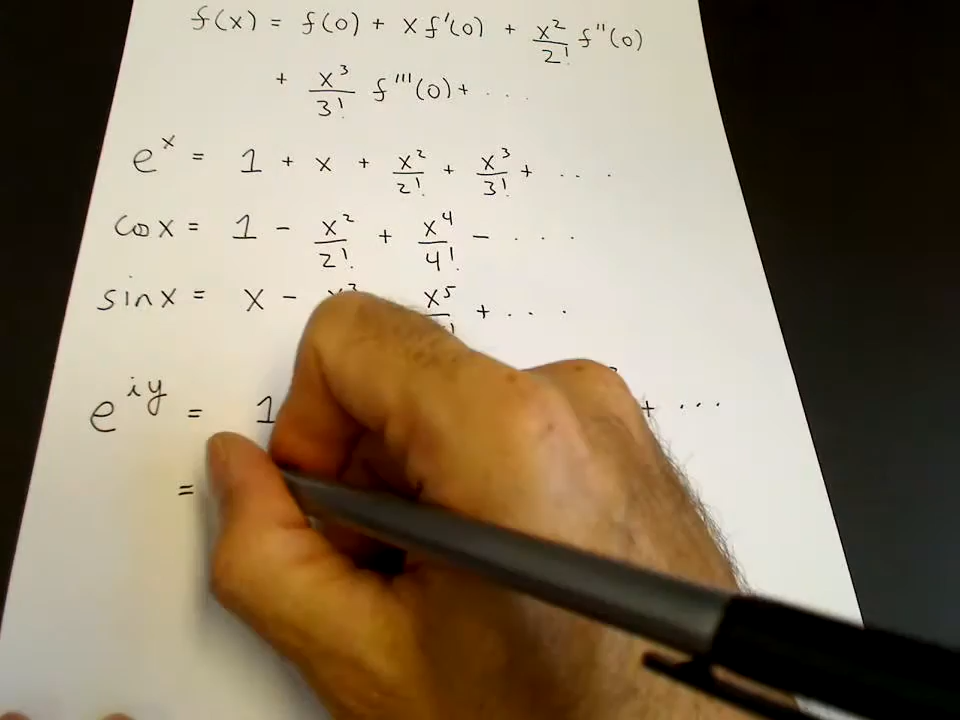 f(x) = f(0) + x f'(0) + x²/2! f''(0)
+ x³/3! f'''(0) + ....
e^x = 1 + x + x²/2! + x³/3! + ...
cos x = 1 - x²/2! + x⁴/4! - ....
sin x = x - x⁵ + ....
e^iy = 1 + ...
=